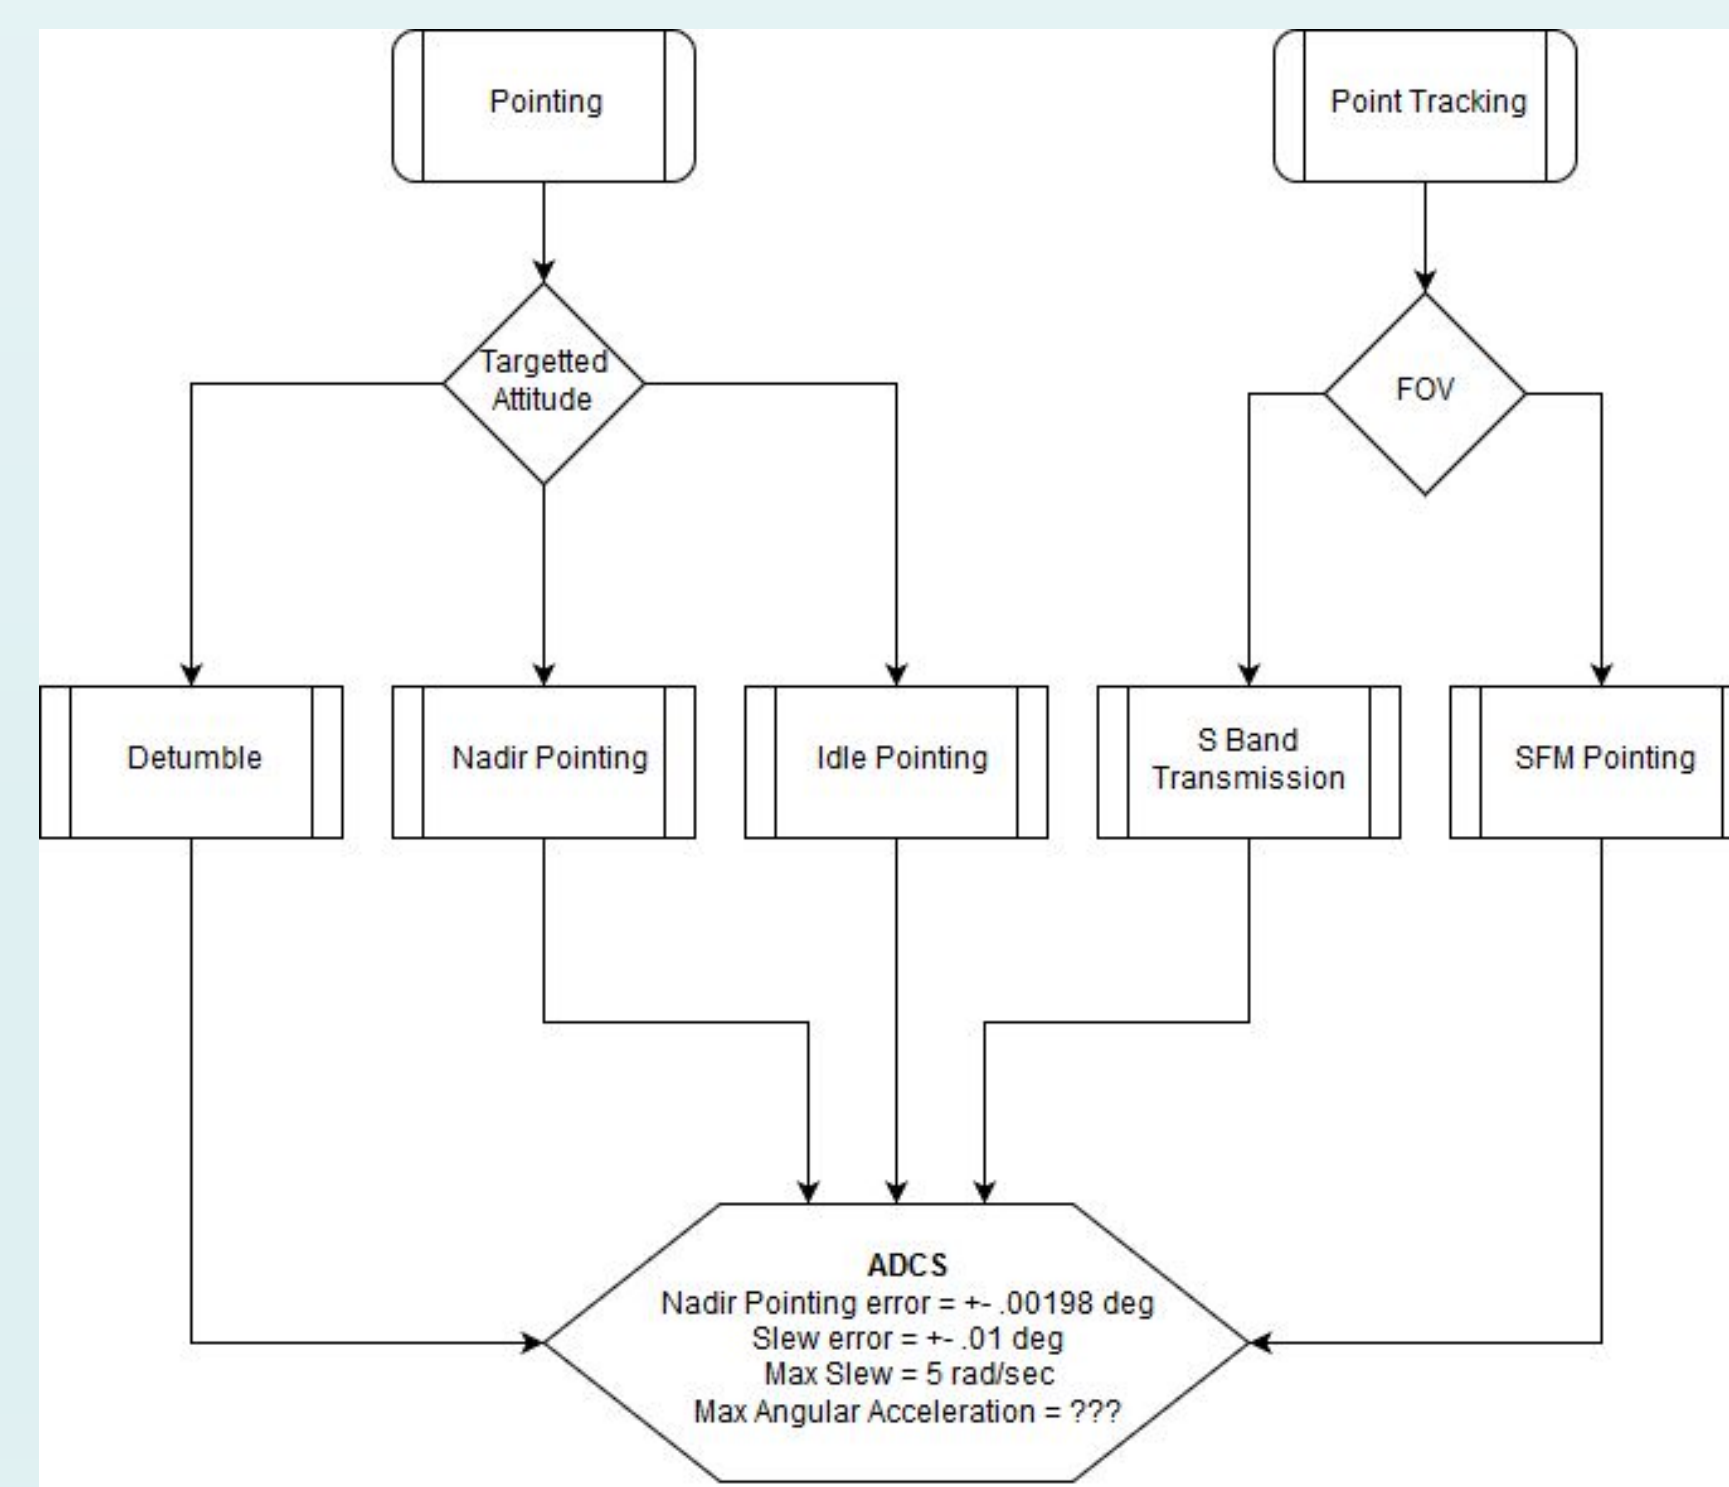 Pointing
Point Tracking
Targetted
Attitude
FOV
Detumble
Nadir Pointing
Idle Pointing
S Band
Transmission
SFM Pointing
ADCS
Nadir Pointing error = +- .00198 deg
Slew error = +- .01 deg
Max Slew = 5 rad/sec
Max Angular Acceleration = ???